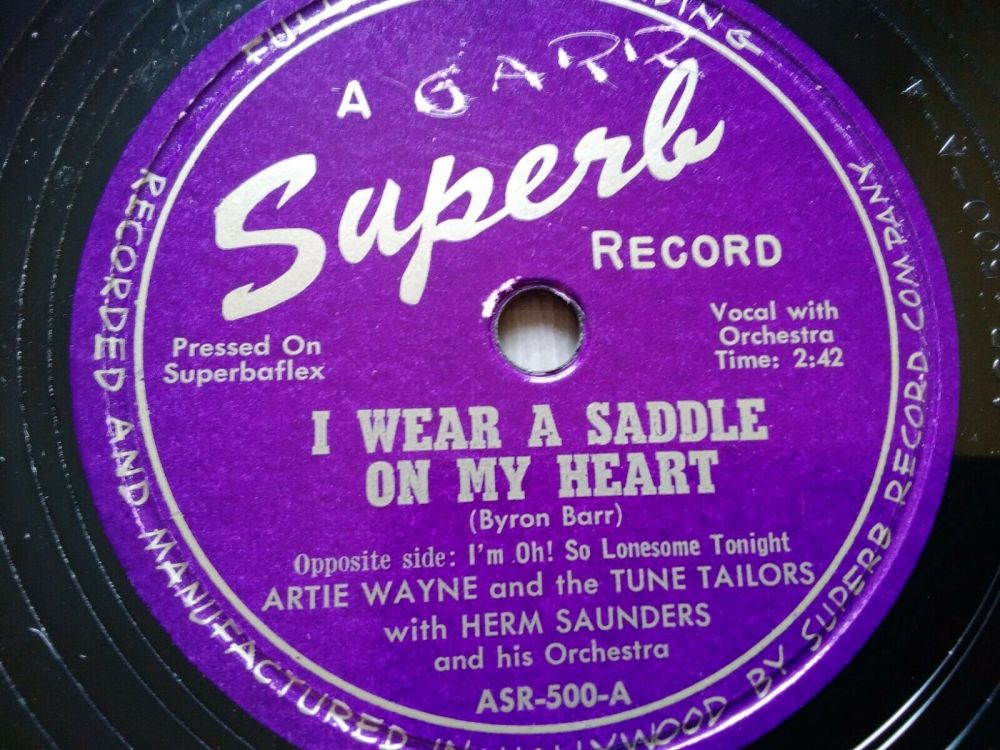 A GARR
Superb
RECORD
Pressed On
Superbaflex
Vocal with
Orchestra
Time: 2:42
I WEAR A SADDLE
ON MY HEART
(Byron Barr)
Opposite side: I'm Oh! So Lonesome Tonight
ARTIE WAYNE and the TUNE TAILORS
with HERM SAUNDERS
and his Orchestra
ASR-500-A
RECORDED AND MANUFACTURED IN HOLLYWOOD BY SUPERB RECORD COMPANY